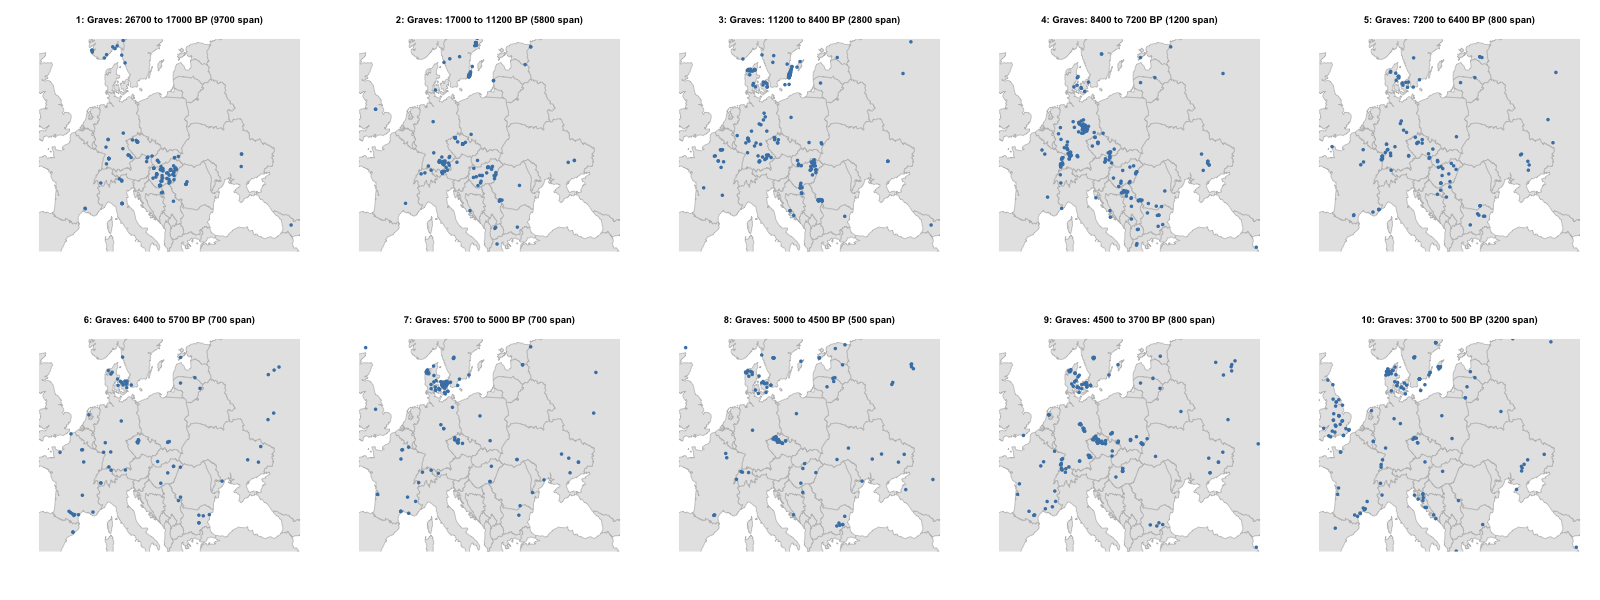 1: Graves: 26700 to 17000 BP (9700 span)
2: Graves: 17000 to 11200 BP (5800 span)
3: Graves: 11200 to 8400 BP (2800 span)
4: Graves: 8400 to 7200 BP (1200 span)
5: Graves: 7200 to 6400 BP (800 span)
6: Graves: 6400 to 5700 BP (700 span)
7: Graves: 5700 to 5000 BP (700 span)
8: Graves: 5000 to 4500 BP (500 span)
9: Graves: 4500 to 3700 BP (800 span)
10: Graves: 3700 to 500 BP (3200 span)